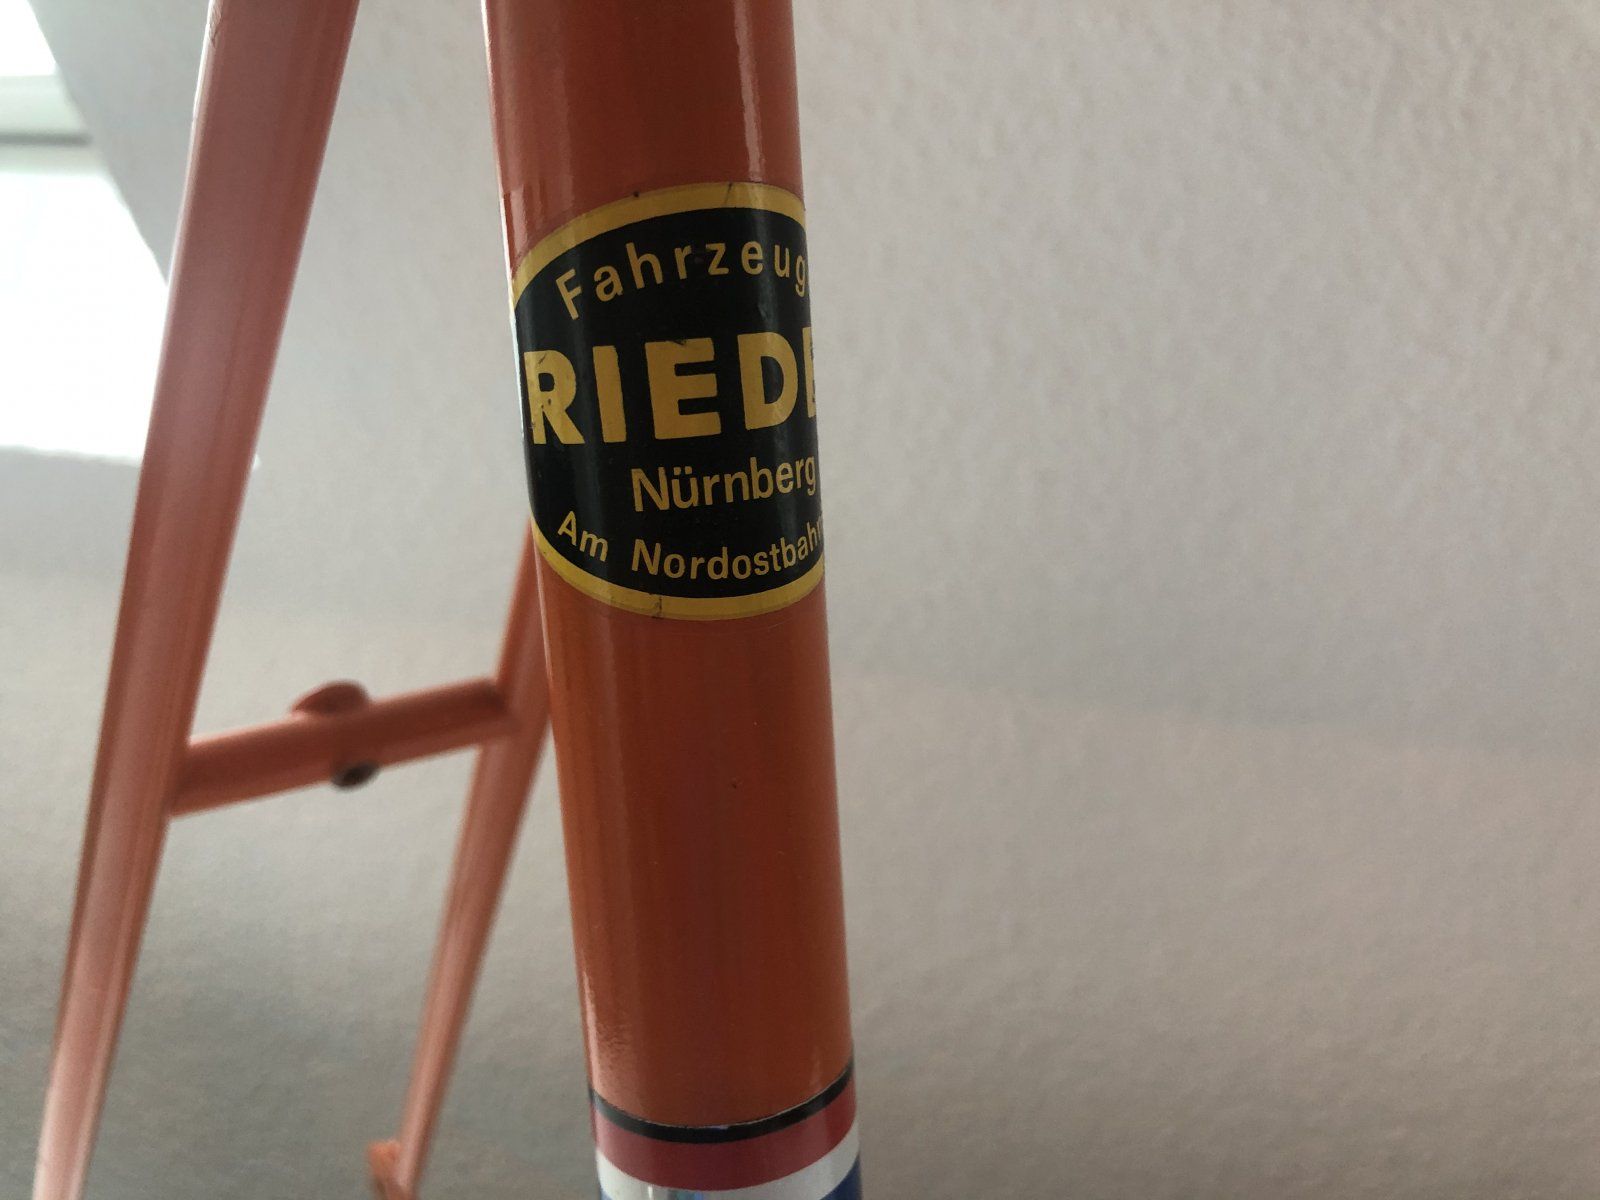 Fahrzeug
RIEDE
Nürnberg
Am Nordostbahn